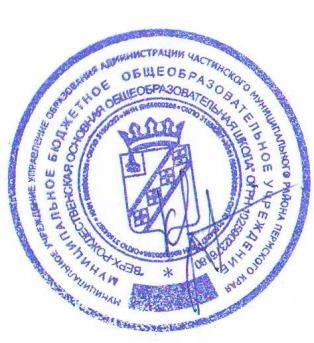 МУНИЦИПАЛЬНОЕ УЧРЕЖДЕНИЕ УПРАВЛЕНИЕ ОБРАЗОВАНИЯ АДМИНИСТРАЦИИ ЧАСТИНСКОГО МУНИЦИПАЛЬНОГО РАЙОНА ПЕРМСКОГО КРАЯ
МУНИЦИПАЛЬНОЕ БЮДЖЕТНОЕ ОБЩЕОБРАЗОВАТЕЛЬНОЕ УЧРЕЖДЕНИЕ
ВЕРХ-РОЖДЕСТВЕНСКАЯ ОСНОВНАЯ ОБЩЕОБРАЗОВАТЕЛЬНАЯ ШКОЛА